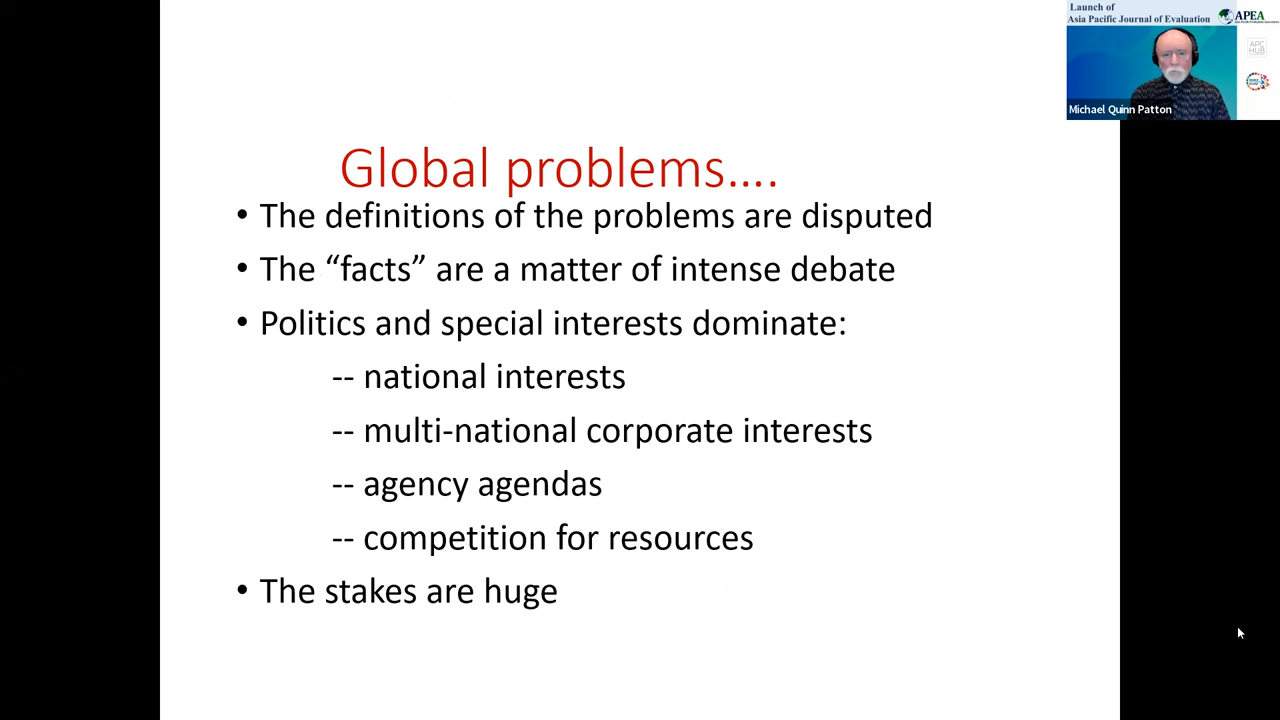 Launch of
Asia Pacific Journal of Evaluation
APEA
APC
HUB
Michael Quinn Patton
Global problems….
• The definitions of the problems are disputed
• The “facts” are a matter of intense debate
• Politics and special interests dominate:
-- national interests
-- multi-national corporate interests
-- agency agendas
-- competition for resources
• The stakes are huge